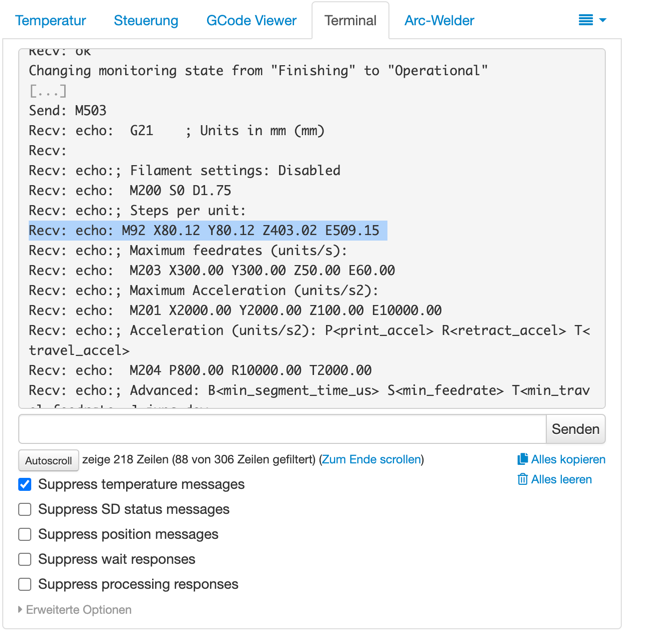 Temperatur Steuerung GCode Viewer Terminal Arc-Welder
Recv: ok
Changing monitoring state from "Finishing" to "Operational"
[...]
Send: M503
Recv: echo:  G21    ; Units in mm (mm)
Recv:
Recv: echo:; Filament settings: Disabled
Recv: echo:  M200 S0 D1.75
Recv: echo:; Steps per unit:
Recv: echo: M92 X80.12 Y80.12 Z403.02 E509.15
Recv: echo:; Maximum feedrates (units/s):
Recv: echo:  M203 X300.00 Y300.00 Z50.00 E60.00
Recv: echo:; Maximum Acceleration (units/s2):
Recv: echo:  M201 X2000.00 Y2000.00 Z100.00 E10000.00
Recv: echo:; Acceleration (units/s2): P<print_accel> R<retract_accel> T<
travel_accel>
Recv: echo:  M204 P800.00 R10000.00 T2000.00
Recv: echo:; Advanced: B<min_segment_time_us> S<min_feedrate> T<min_trav
Senden
Autoscroll zeige 218 Zeilen (88 von 306 Zeilen gefiltert) (Zum Ende scrollen) Alles kopieren
Alles leeren
Suppress temperature messages
Suppress SD status messages
Suppress position messages
Suppress wait responses
Suppress processing responses
Erweiterte Optionen